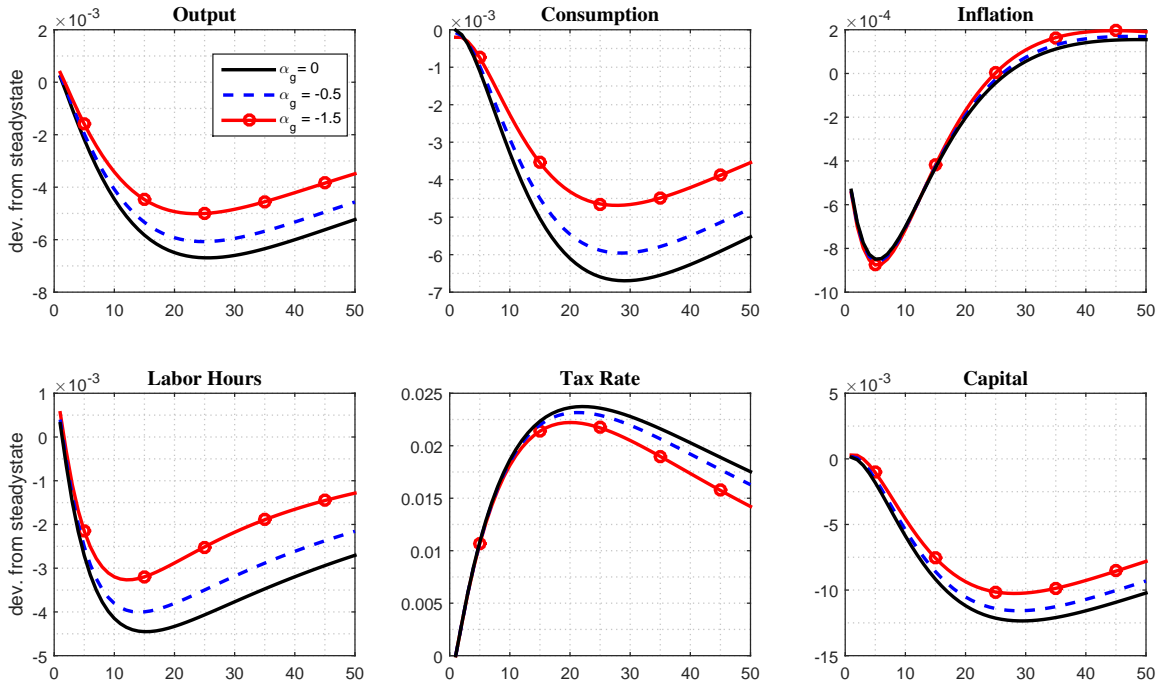 Output
Consumption
Inflation
×10⁻³
×10⁻³
×10⁻⁴
2
0
-2
-4
-6
-8
0 10 20 30 40 50
dev. from steadystate
α_g = 0
α_g = -0.5
α_g = -1.5
0
-1
-2
-3
-4
-5
-6
-7
0 10 20 30 40 50
2
0
-2
-4
-6
-8
-10
0 10 20 30 40 50
Labor Hours
Tax Rate
Capital
×10⁻³
×10⁻³
1
0
-1
-2
-3
-4
-5
0 10 20 30 40 50
dev. from steadystate
0.025
0.02
0.015
0.01
0.005
0
0 10 20 30 40 50
5
0
-5
-10
-15
0 10 20 30 40 50